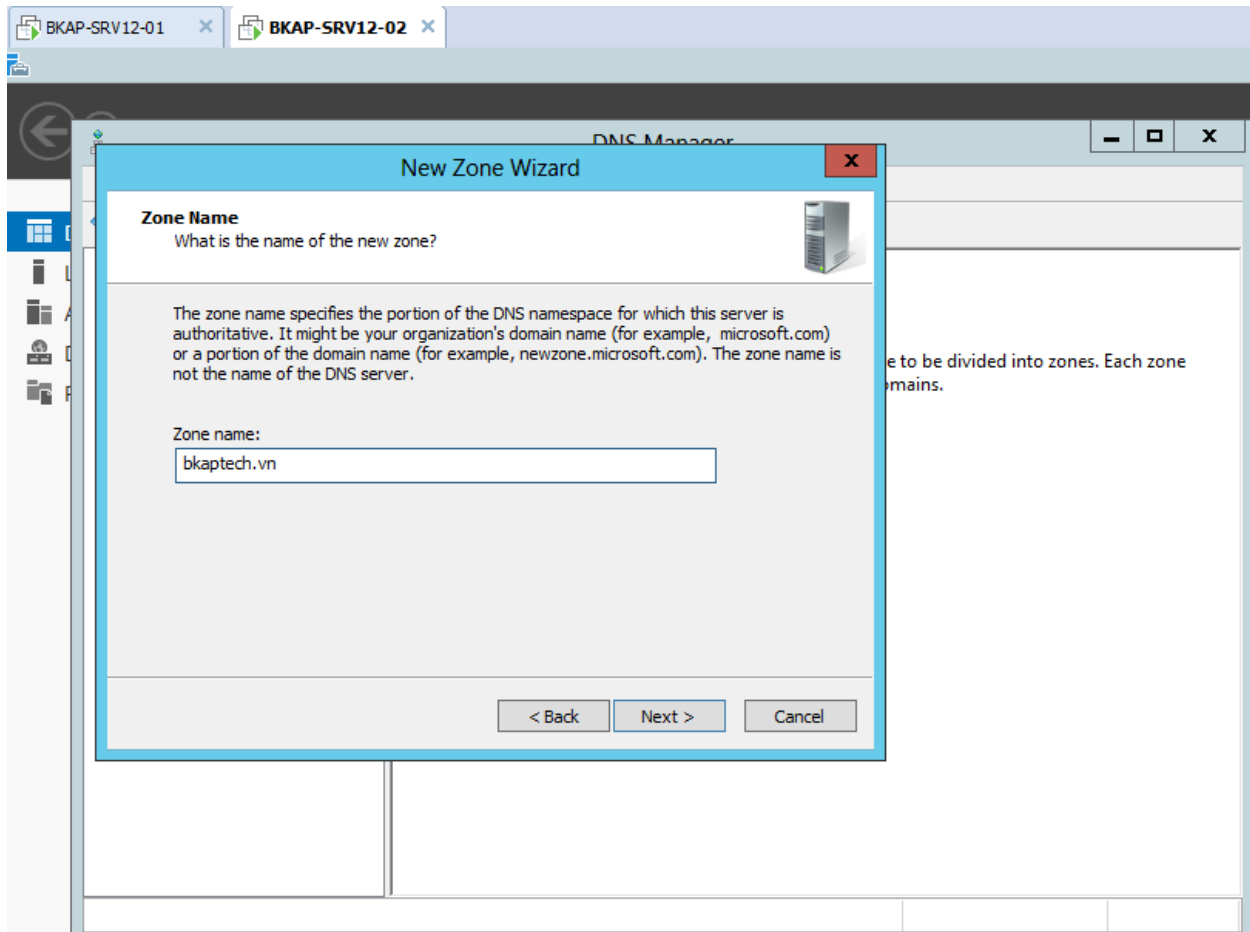 BKAP-SRV12-01
BKAP-SRV12-02
DNS Manager
New Zone Wizard
Zone Name
What is the name of the new zone?
The zone name specifies the portion of the DNS namespace for which this server is
authoritative. It might be your organization's domain name (for example, microsoft.com)
or a portion of the domain name (for example, newzone.microsoft.com). The zone name is
not the name of the DNS server.
e to be divided into zones. Each zone
omains.
Zone name:
bkaptech.vn
< Back
Next >
Cancel